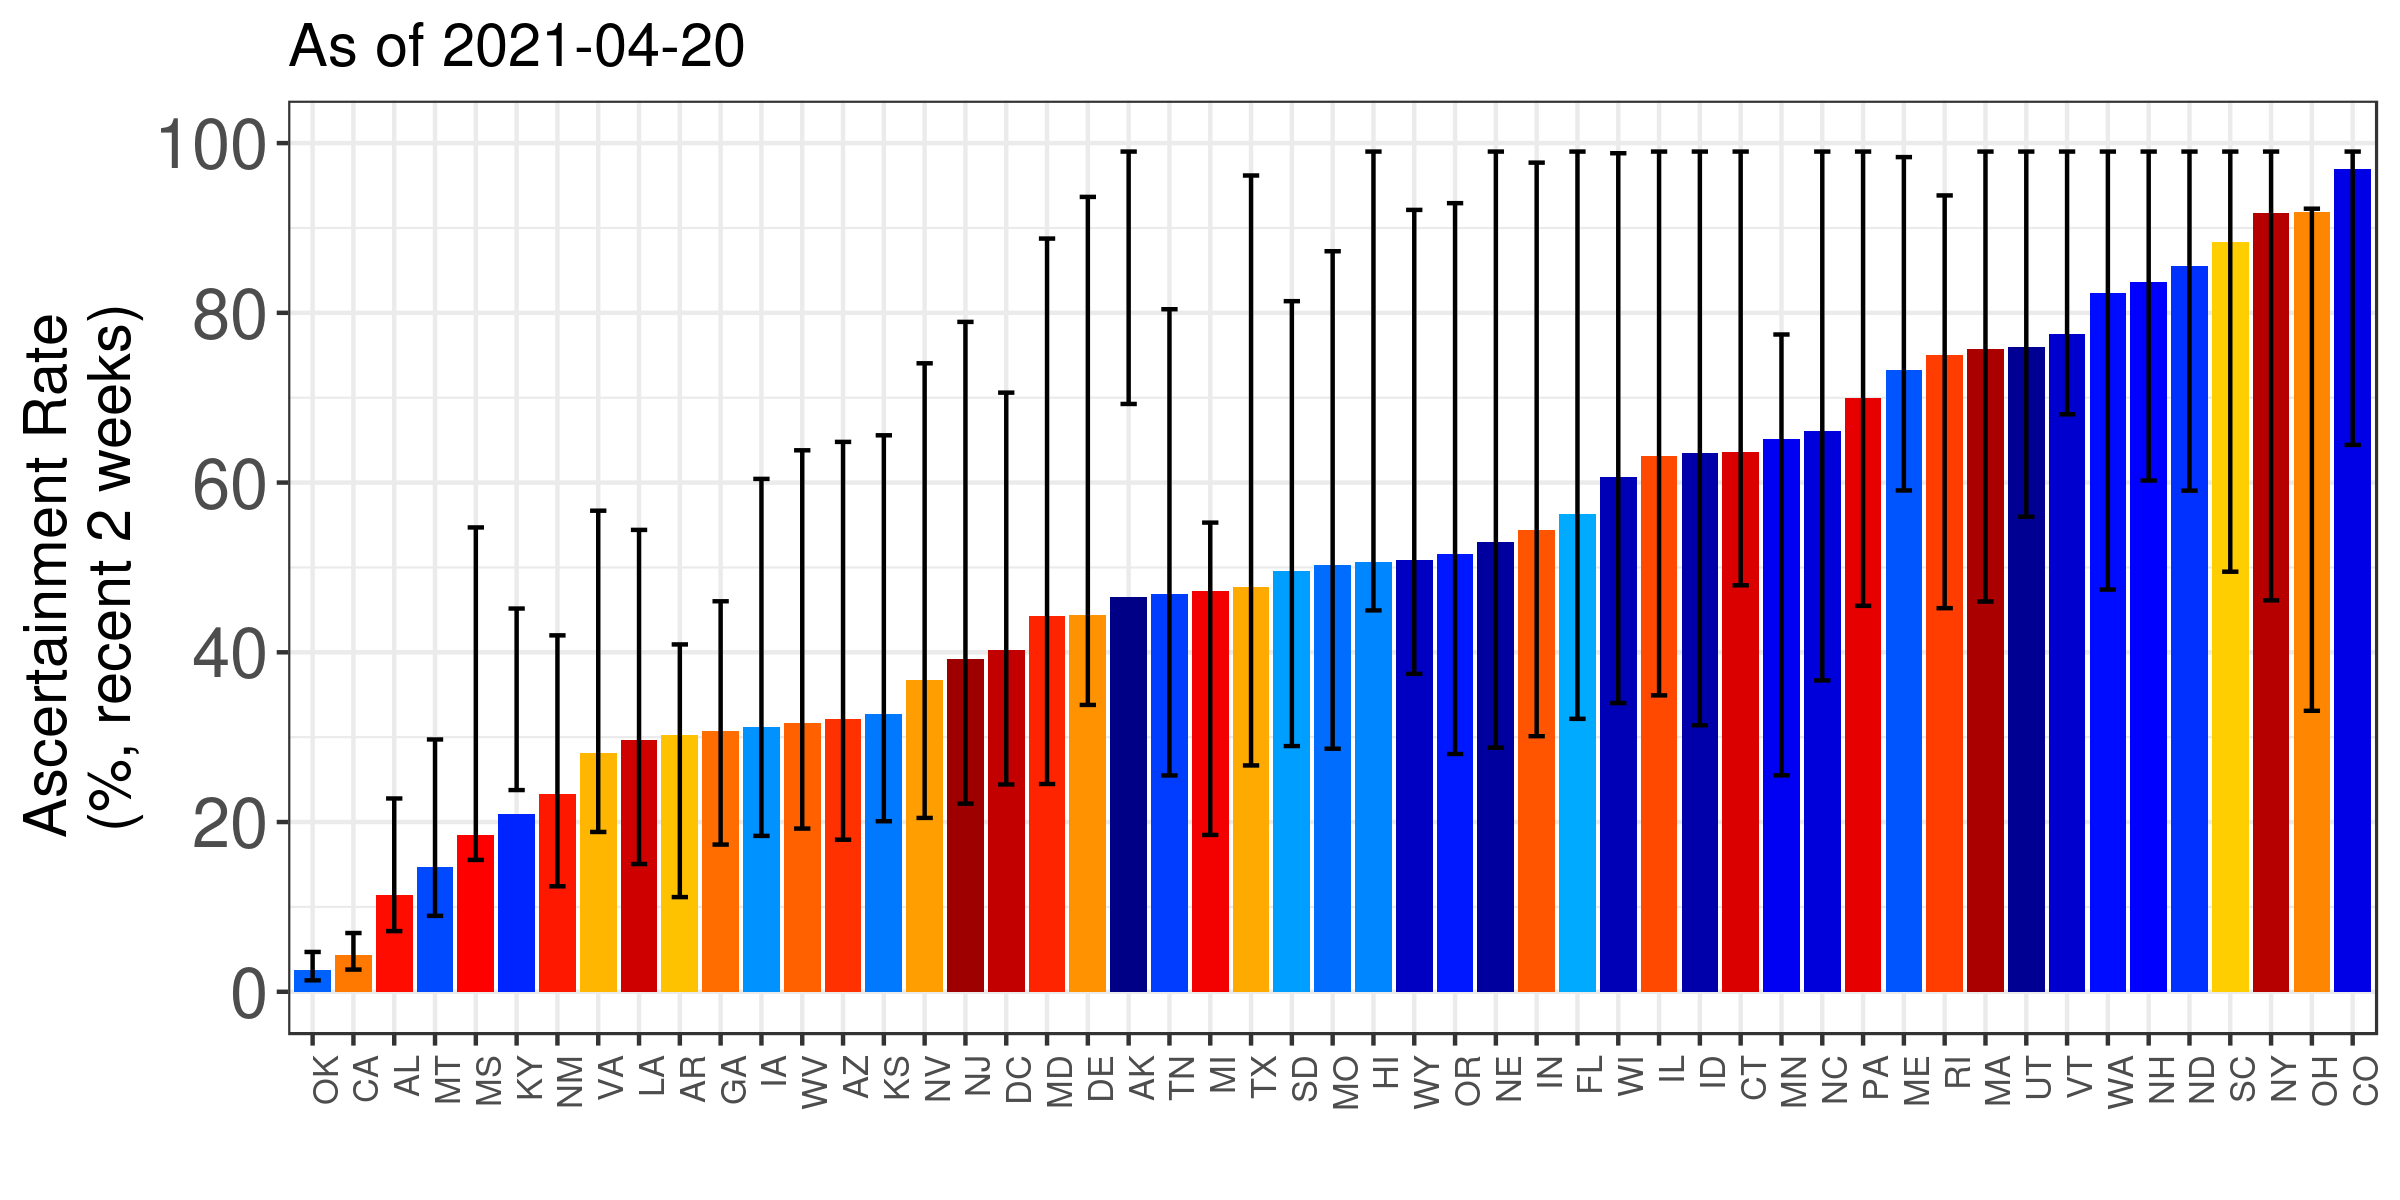 As of 2021-04-20
Ascertainment Rate
(%, recent 2 weeks)
100
80
60
40
20
0
OK CA AL MT MS KY NM VA LA AR GA IA WV AZ KS NV NJ DC MD DE AK TN MI TX SD MO HI WY OR NE IN FL WI IL ID CT MN NC PA ME RI MA UT VT WA NH ND SC NY OH CO